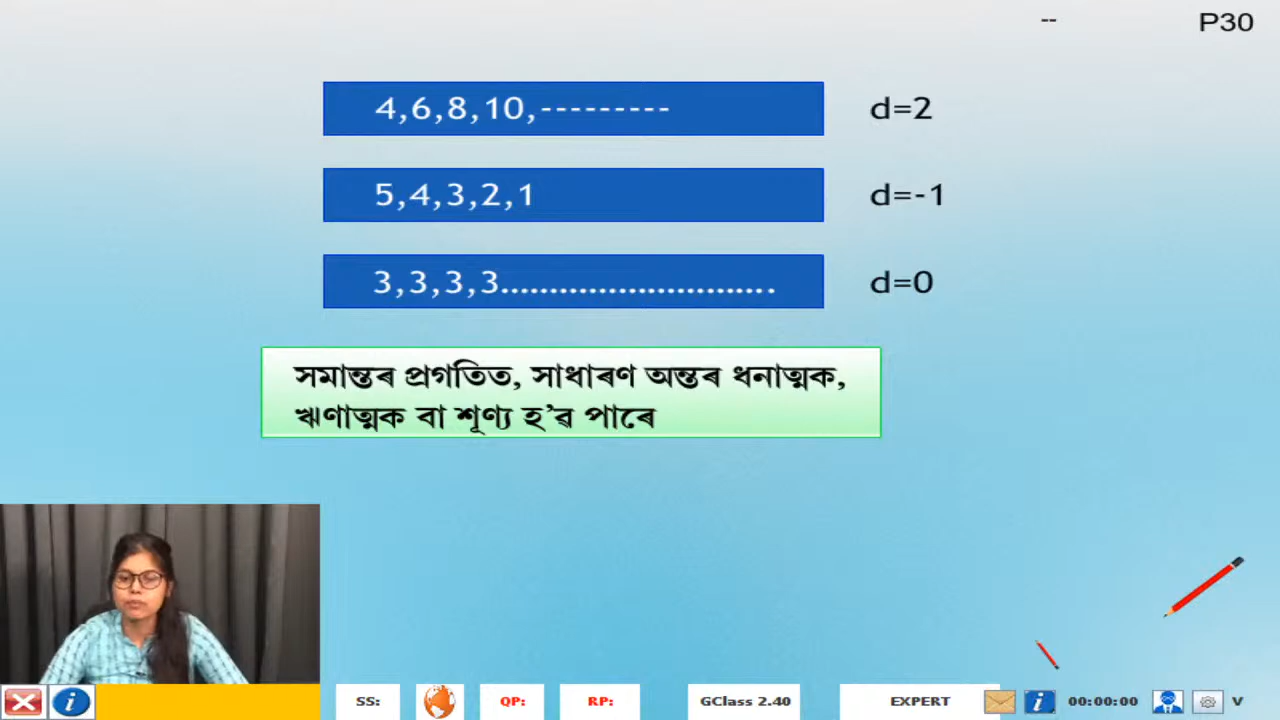 --
P30
4,6,8,10,---------
d=2
5,4,3,2,1
d=-1
3,3,3,3............................
d=0
সমান্তৰ প্ৰগতিত, সাধাৰণ অন্তৰ ধনাত্মক,
ঋণাত্মক বা শূণ্য হ’ৱ পাৰে
SS:
QP:
RP:
GClass 2.40
EXPERT
00:00:00
V